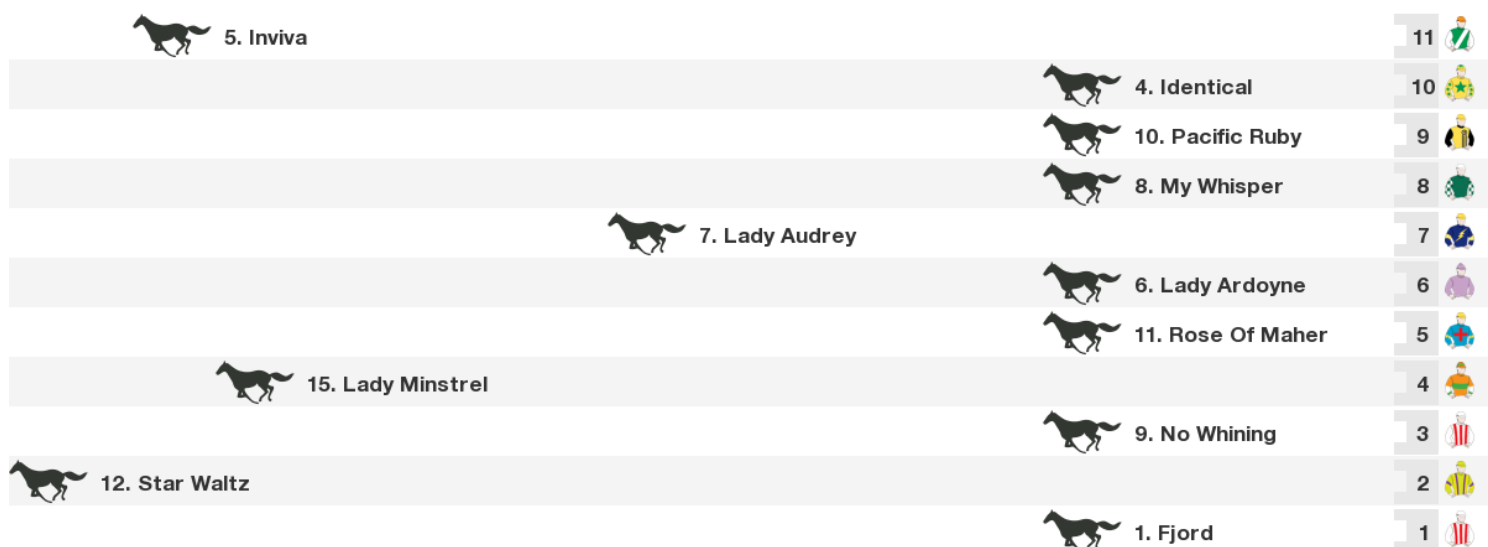 5. Inviva 11
4. Identical 10
10. Pacific Ruby 9
8. My Whisper 8
7. Lady Audrey 7
6. Lady Ardoyne 6
11. Rose Of Maher 5
15. Lady Minstrel 4
9. No Whining 3
12. Star Waltz 2
1. Fjord 1